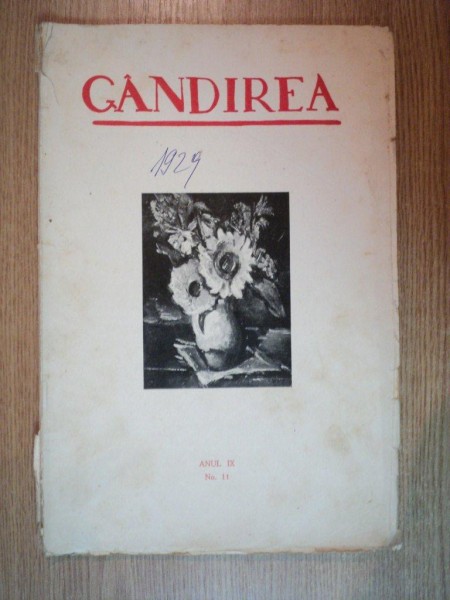 GÂNDIREA
1929
ANUL IX
No. 11